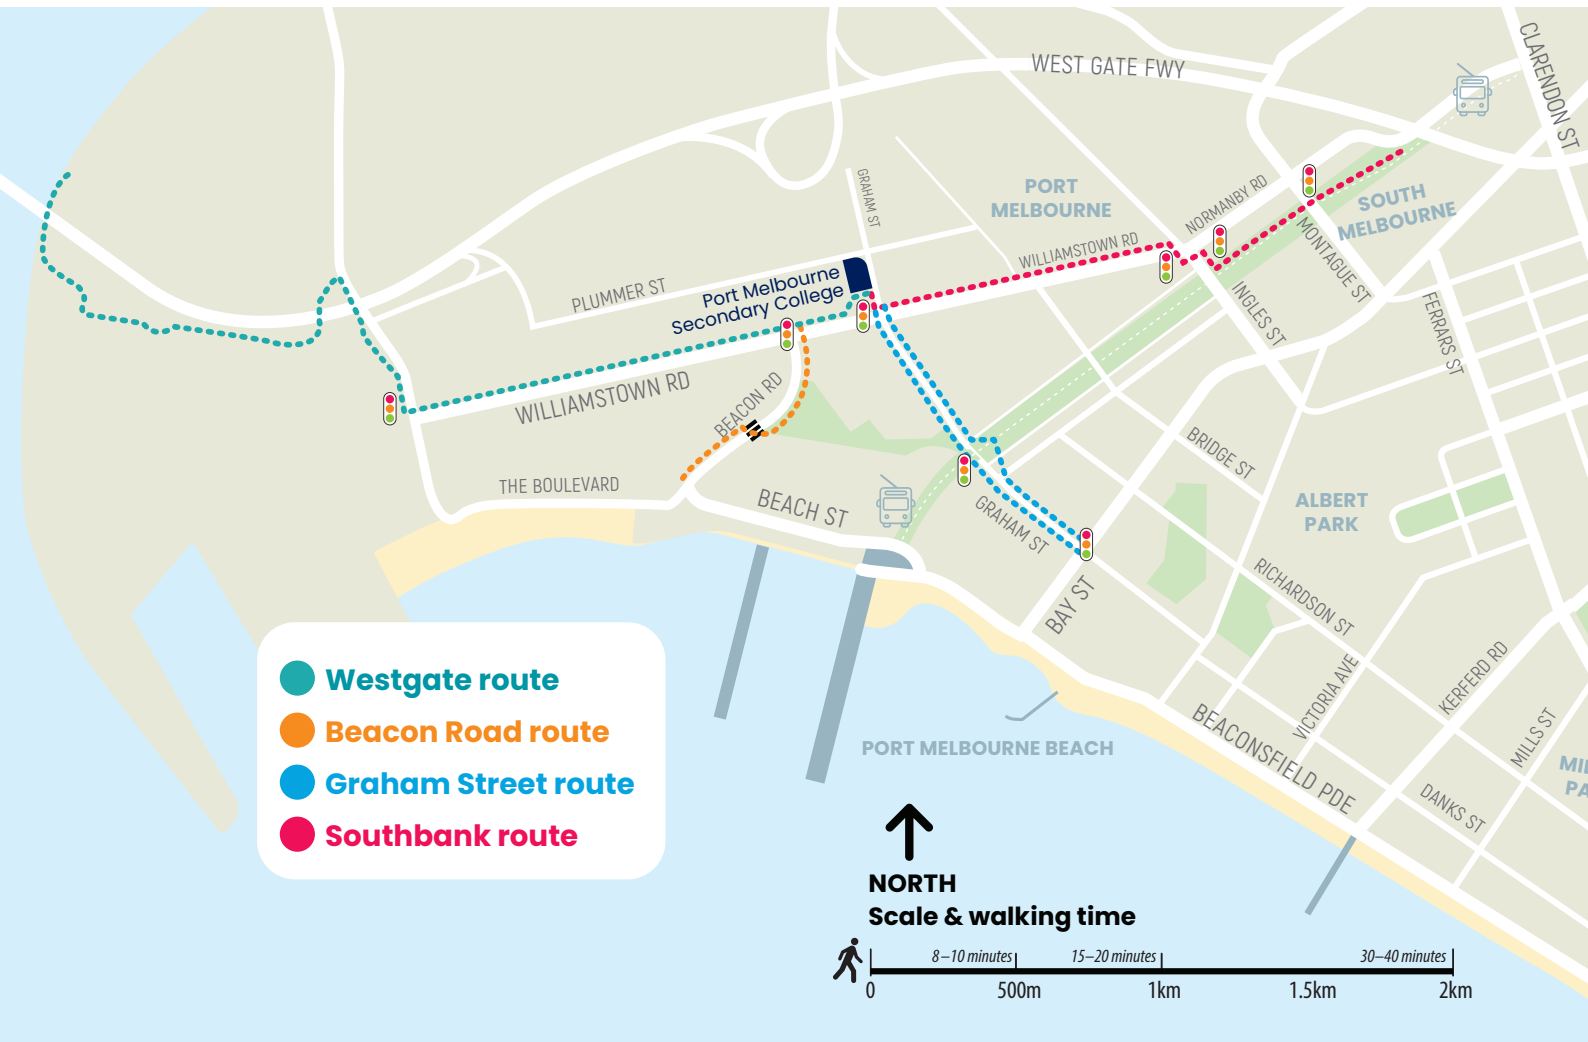 CLARENDON ST
WEST GATE FWY
GRAHAM ST
PORT
MELBOURNE
NORMANBY RD
SOUTH
MELBOURNE
WILLIAMSTOWN RD
MONTAGUE ST
PLUMMER ST
Port Melbourne
Secondary College
INGLES ST
FERRARS ST
WILLIAMSTOWN RD
BEACON RD
BRIDGE ST
THE BOULEVARD
BEACH ST
GRAHAM ST
ALBERT
PARK
BAY ST
RICHARDSON ST
VICTORIA AVE
KERFERD RD
MILLS ST
BEACONSFIELD PDE
DANKS ST
MI
PA
PORT MELBOURNE BEACH
Westgate route
Beacon Road route
Graham Street route
Southbank route
NORTH
Scale & walking time
8–10 minutes
15–20 minutes
30–40 minutes
0
500m
1km
1.5km
2km